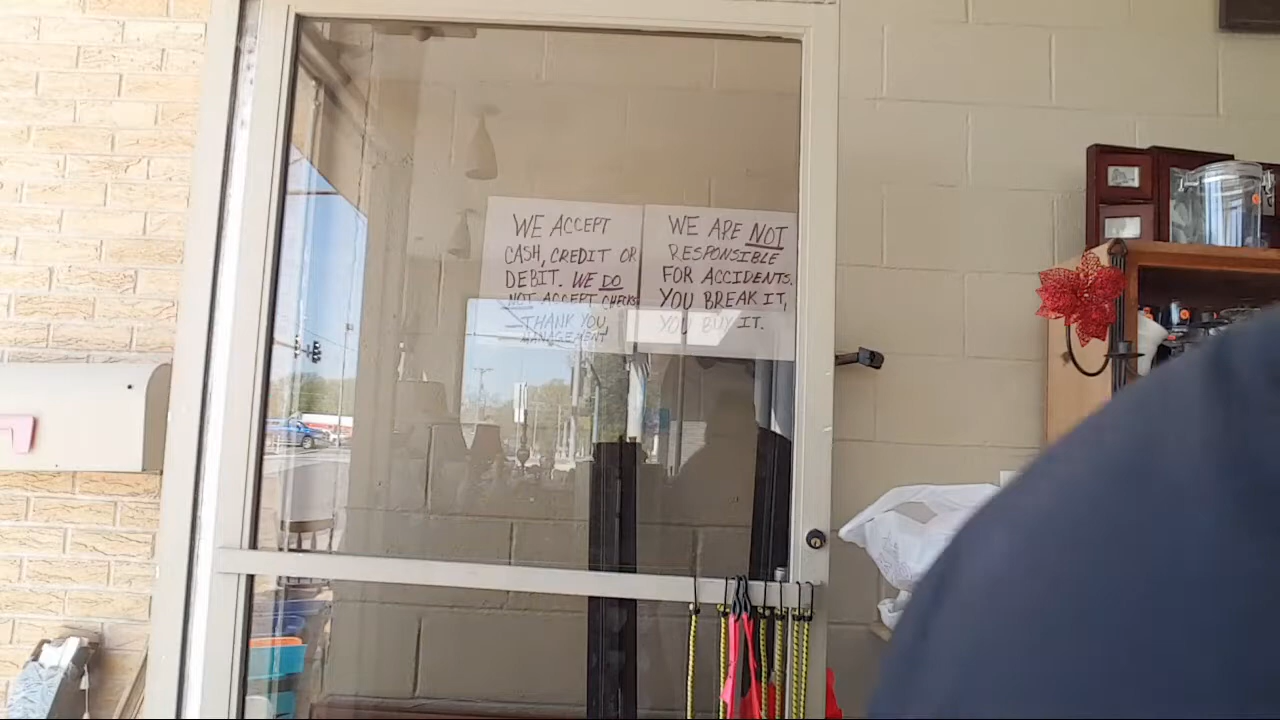 WE ACCEPT
CASH, CREDIT OR
DEBIT. WE DO
NOT ACCEPT CHECKS
THANK YOU,
MANAGEMENT
WE ARE NOT
RESPONSIBLE
FOR ACCIDENTS.
YOU BREAK IT,
YOU BUY IT.